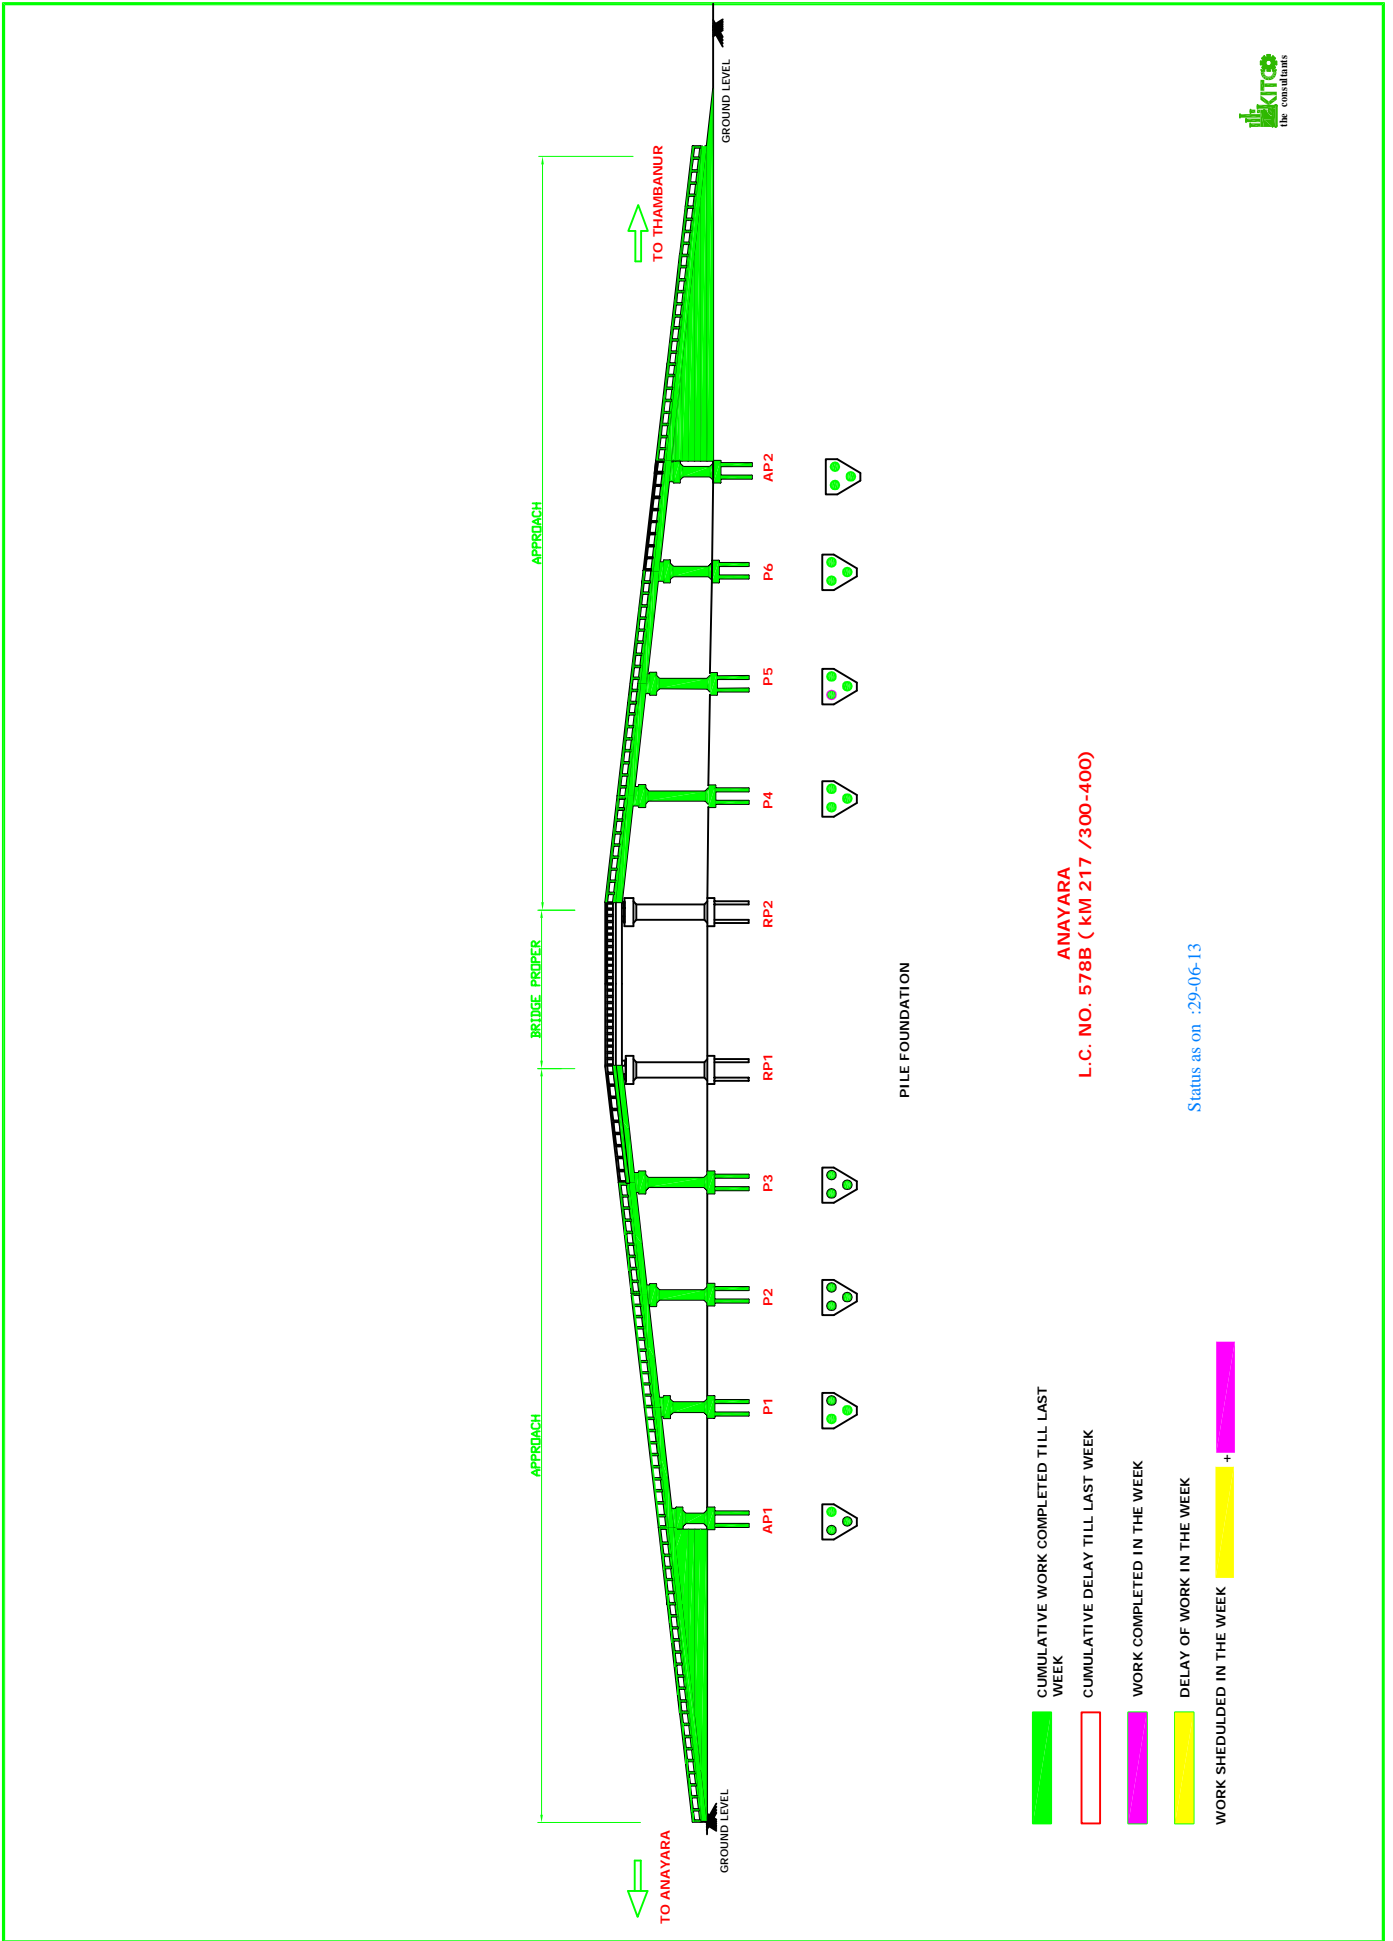 APPROACH
BRIDGE PROPER
APPROACH
TO ANAYARA
TO THAMBANUR
GROUND LEVEL
GROUND LEVEL
AP1
P1
P2
P3
RP1
RP2
P4
P5
P6
AP2
PILE FOUNDATION
ANAYARA
L.C. NO. 578B ( kM 217 /300-400)
Status as on :29-06-13
CUMULATIVE WORK COMPLETED TILL LAST
WEEK
CUMULATIVE DELAY TILL LAST WEEK
WORK COMPLETED IN THE WEEK
DELAY OF WORK IN THE WEEK
WORK SHEDULDED IN THE WEEK +
KITCO
the consultants